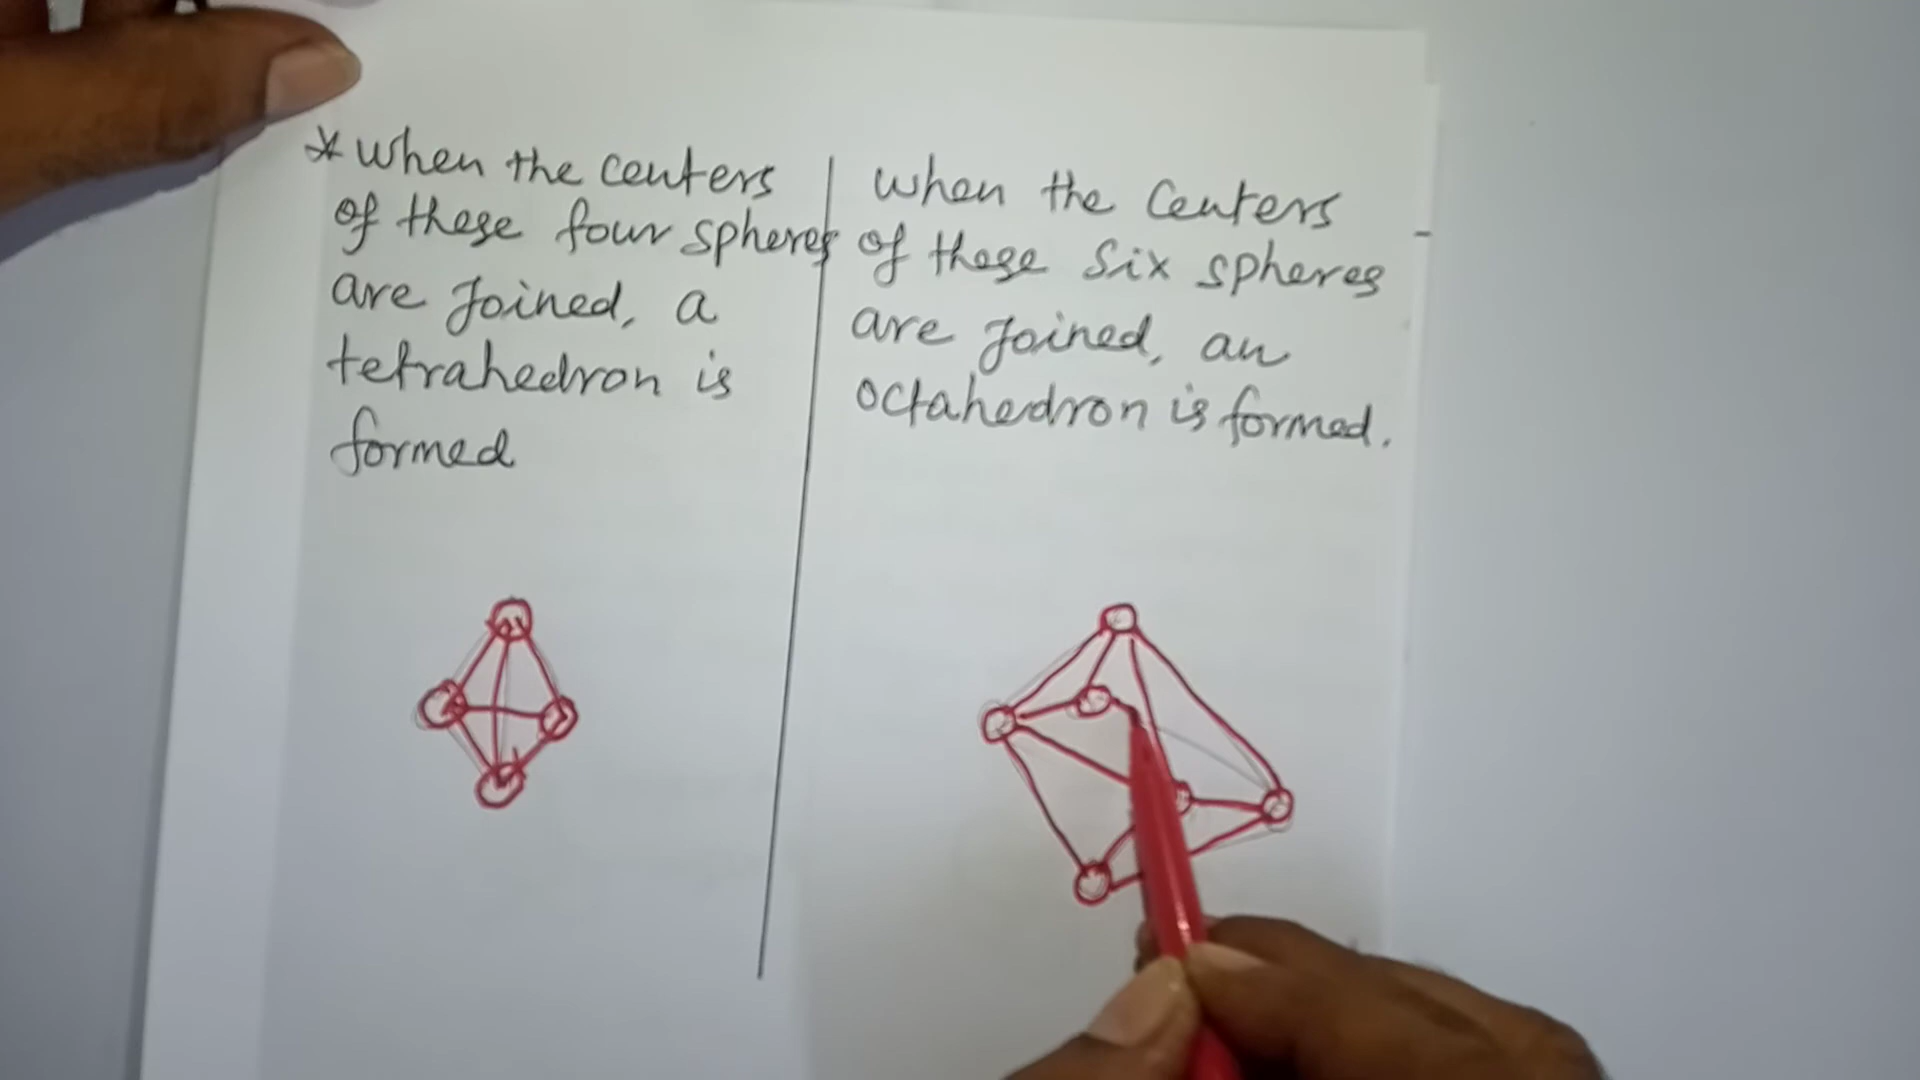 * when the centers
of these four spheres
are joined, a
tetrahedron is
formed
when the centers
of these six spheres
are joined, an
octahedron is formed.